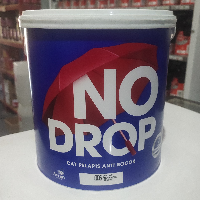 NO
DROP
CAT PELAPIS ANTI BOCOR